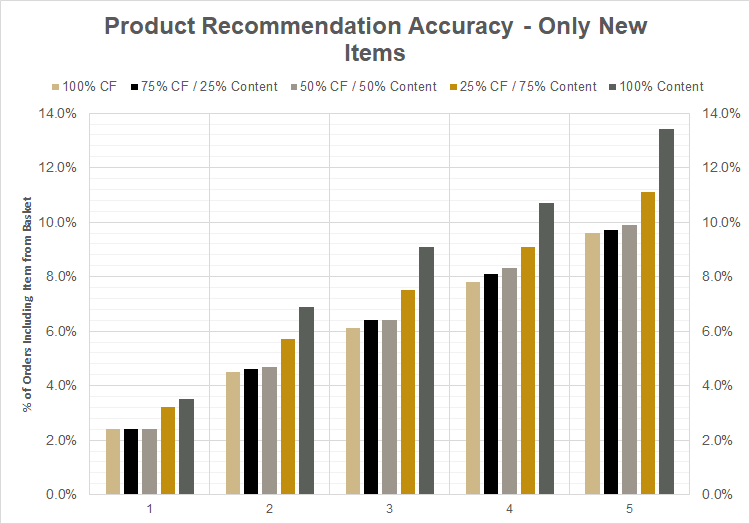 Product Recommendation Accuracy - Only New
Items
100% CF 75% CF / 25% Content 50% CF / 50% Content 25% CF / 75% Content 100% Content
14.0% 14.0%
12.0% 12.0%
10.0% 10.0%
8.0% 8.0%
6.0% 6.0%
4.0% 4.0%
2.0% 2.0%
0.0% 0.0%
% of Orders Including Item from Basket
1 2 3 4 5